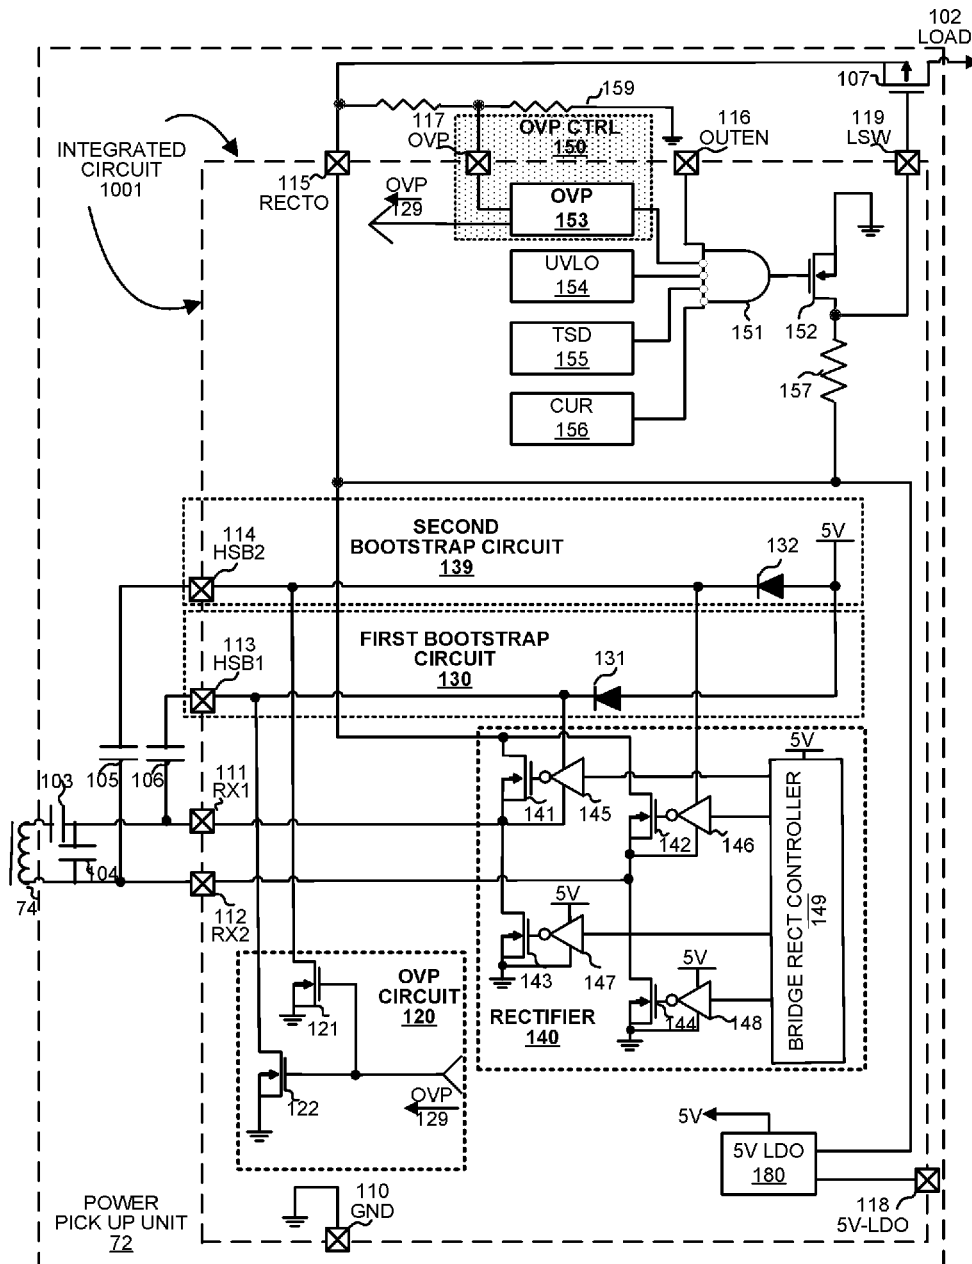 102
LOAD
107
159
117
OVP
OVP CTRL
150
116
OUTEN
119
LSW
INTEGRATED
CIRCUIT
1001
115
RECTO
OVP
129
OVP
153
UVLO
154
151
152
TSD
155
157
CUR
156
SECOND
BOOTSTRAP CIRCUIT
139
114
HSB2
5V
132
FIRST BOOTSTRAP
CIRCUIT
130
113
HSB1
131
5V
103
105
106
111
RX1
141
145
142
146
104
74
112
RX2
5V
143
147
5V
144
148
BRIDGE RECT CONTROLLER
149
OVP
CIRCUIT
120
121
RECTIFIER
140
122
OVP
129
5V
5V LDO
180
POWER
PICK UP UNIT
72
110
GND
118
5V-LDO